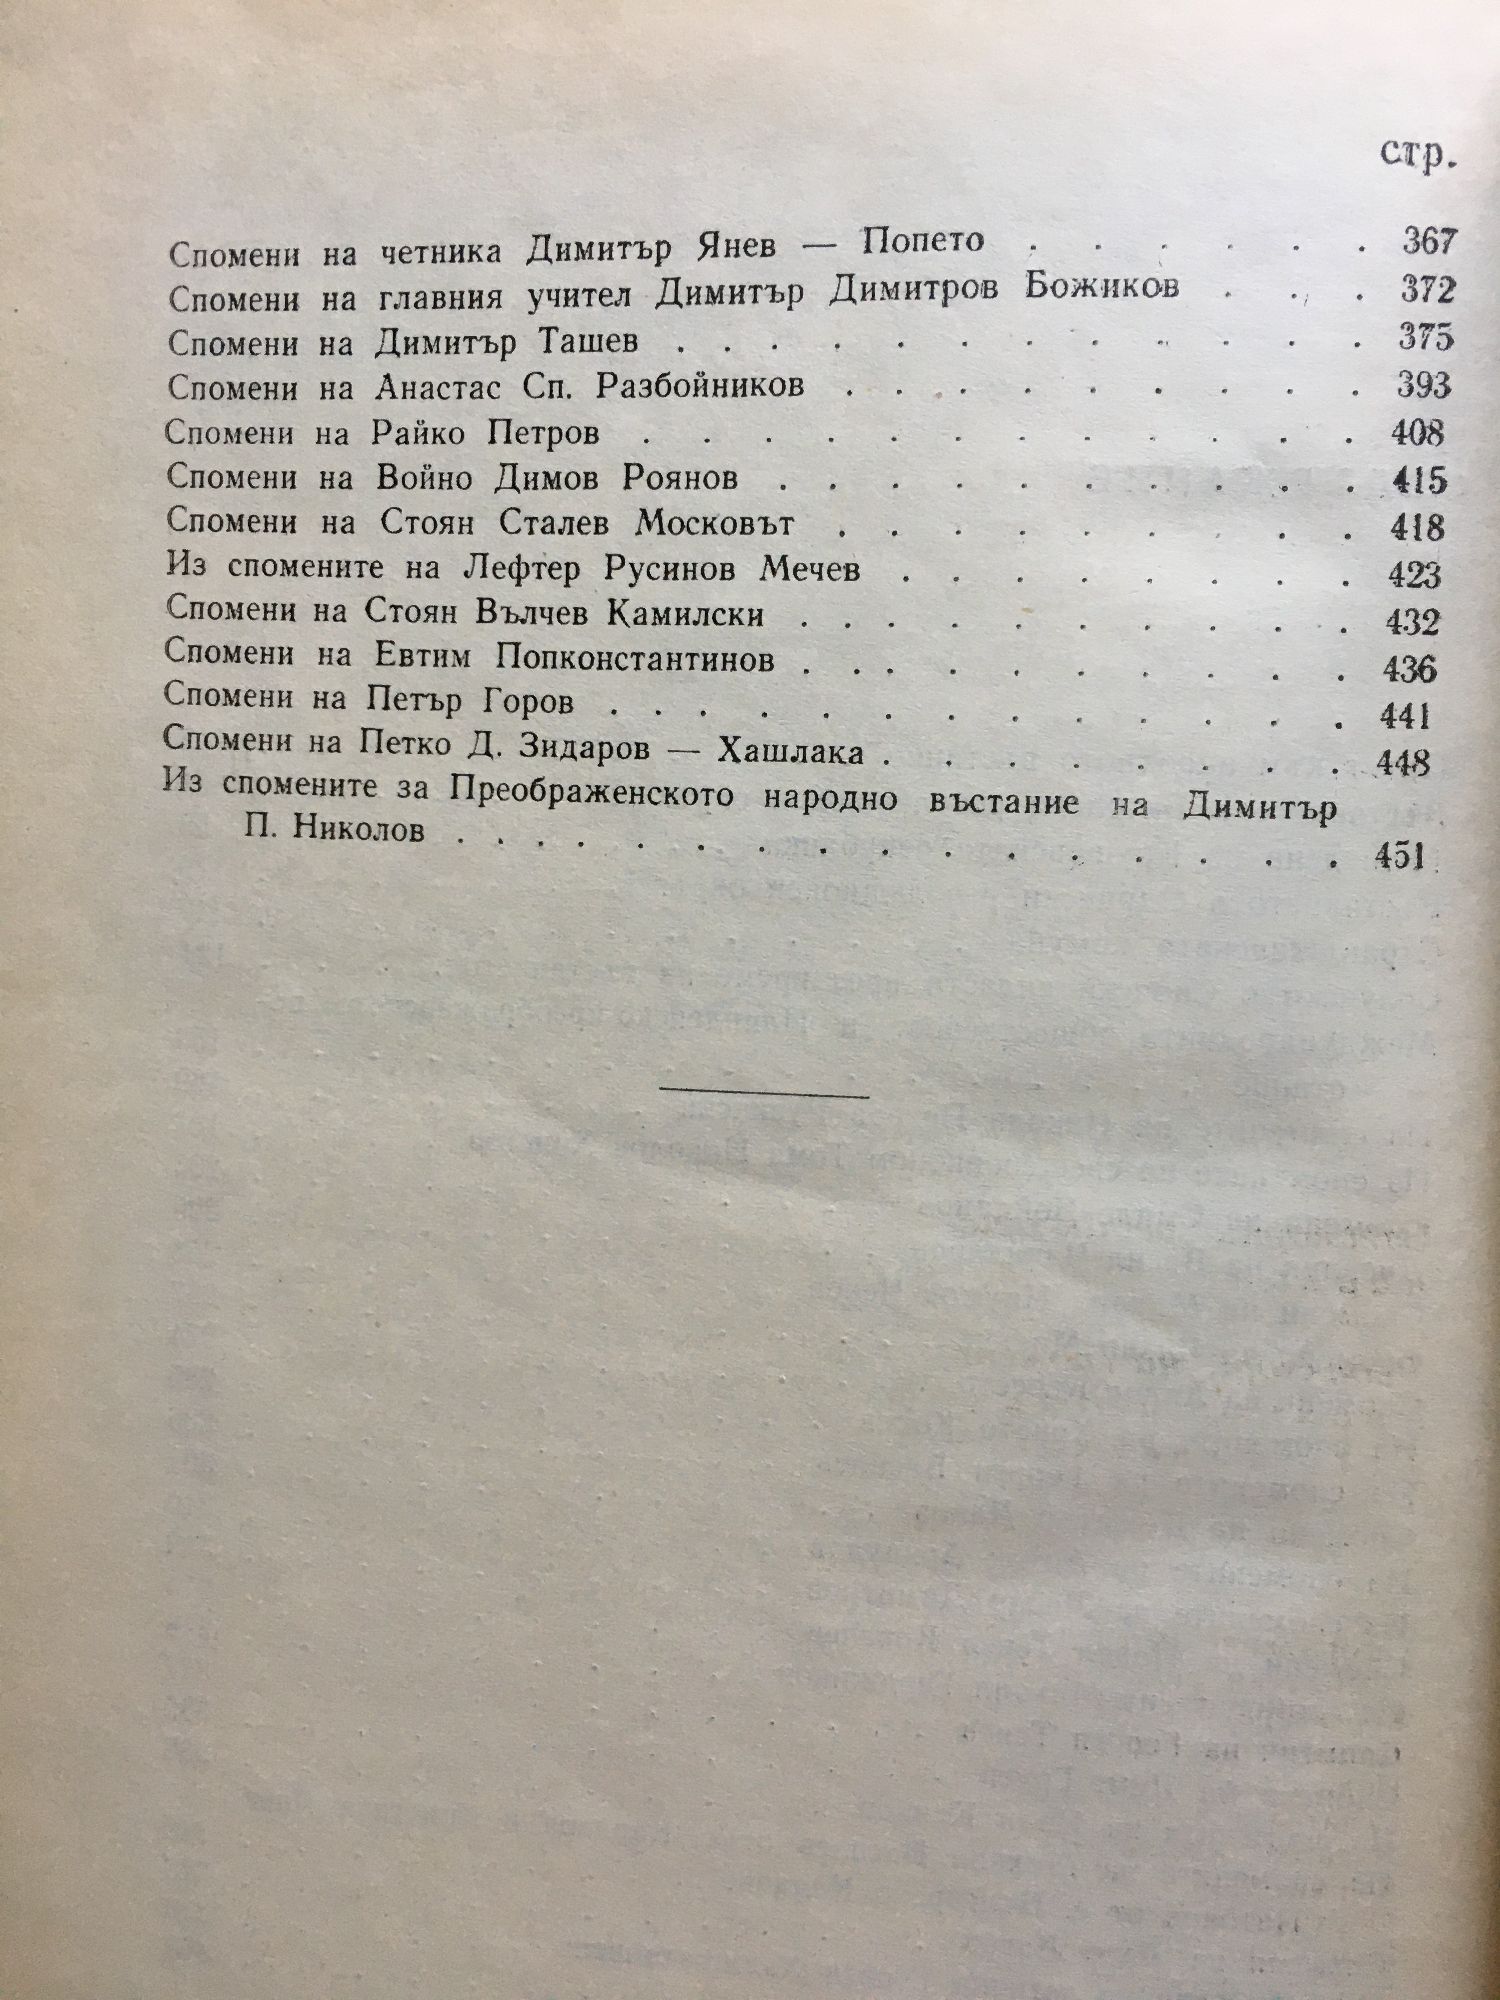 стр.
Спомени на четника Димитър Янев — Попето . . . . . . 367
Спомени на главния учител Димитър Димитров Божиков . . . 372
Спомени на Димитър Ташев . . . . . . . . . . . . 375
Спомени на Анастас Сп. Разбойников . . . . . . . . . 393
Спомени на Райко Петров . . . . . . . . . . . . 408
Спомени на Войно Димов Роянов . . . . . . . . . . 415
Спомени на Стоян Сталев Московът . . . . . . . . . 418
Из спомените на Лефтер Русинов Мечев . . . . . . . . 423
Спомени на Стоян Вълчев Камилски . . . . . . . . . . 432
Спомени на Евтим Попконстантинов . . . . . . . . . . 436
Спомени на Петър Горов . . . . . . . . . . . . . 441
Спомени на Петко Д. Зидаров — Хашлака . . . . . . . . 448
Из спомените за Преображенското народно въстание на Димитър
П. Николов . . . . . . . . . . . . . . . . 451